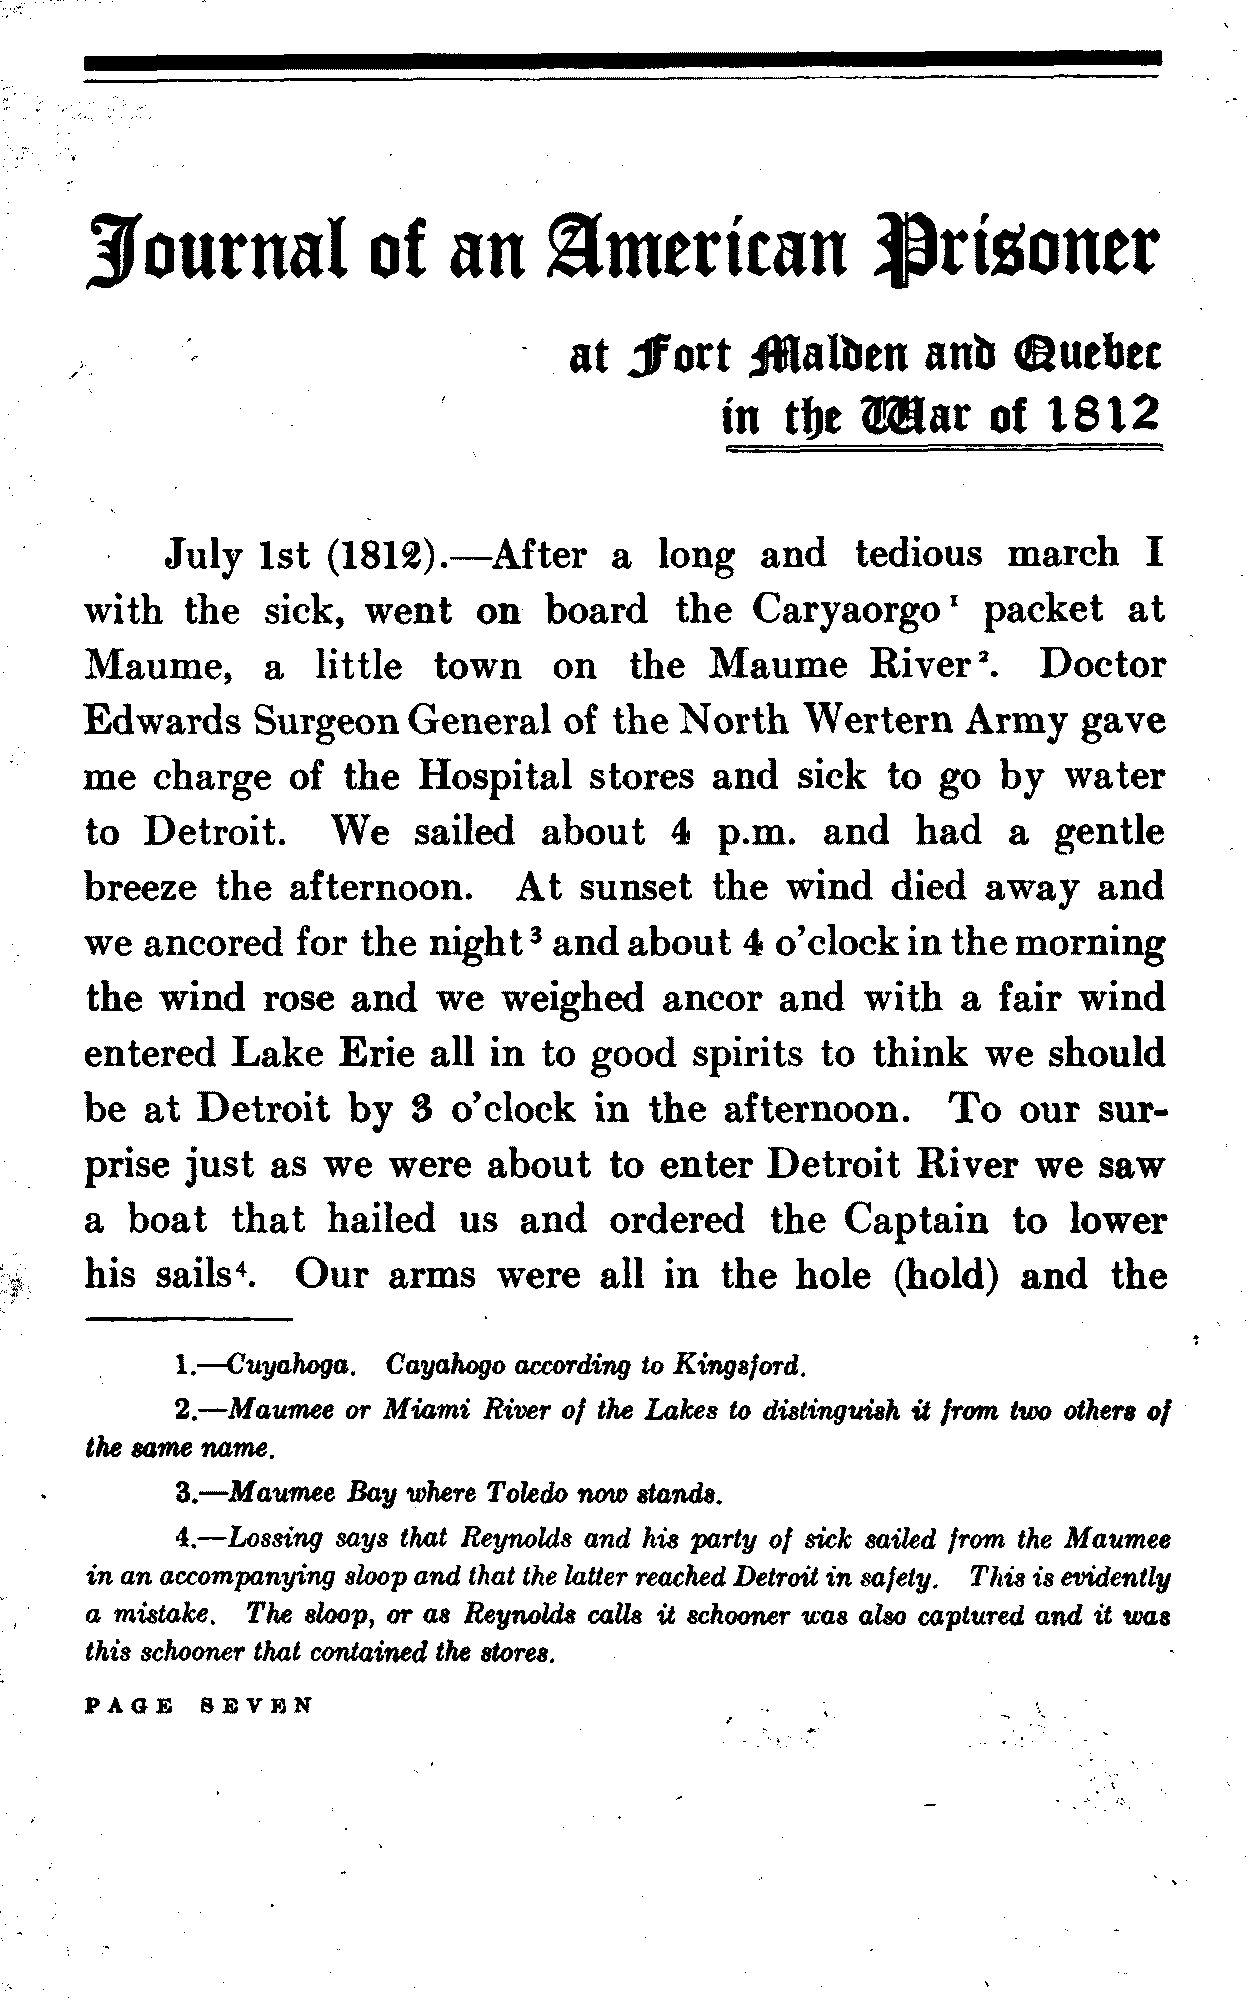 Journal of an American Prisoner
at Fort Malden and Quebec
in the War of 1812
July 1st (1812).—After a long and tedious march I
with the sick, went on board the Caryaorgo¹ packet at
Maume, a little town on the Maume River². Doctor
Edwards Surgeon General of the North Wertern Army gave
me charge of the Hospital stores and sick to go by water
to Detroit. We sailed about 4 p.m. and had a gentle
breeze the afternoon. At sunset the wind died away and
we ancored for the night³ and about 4 o'clock in the morning
the wind rose and we weighed ancor and with a fair wind
entered Lake Erie all in to good spirits to think we should
be at Detroit by 3 o'clock in the afternoon. To our sur-
prise just as we were about to enter Detroit River we saw
a boat that hailed us and ordered the Captain to lower
his sails⁴. Our arms were all in the hole (hold) and the
1.—Cuyahoga. Cayahogo according to Kingsford.
2.—Maumee or Miami River of the Lakes to distinguish it from two others of
the same name.
3.—Maumee Bay where Toledo now stands.
4.—Lossing says that Reynolds and his party of sick sailed from the Maumee
in an accompanying sloop and that the latter reached Detroit in safety. This is evidently
a mistake. The sloop, or as Reynolds calls it schooner was also captured and it was
this schooner that contained the stores.
PAGE SEVEN